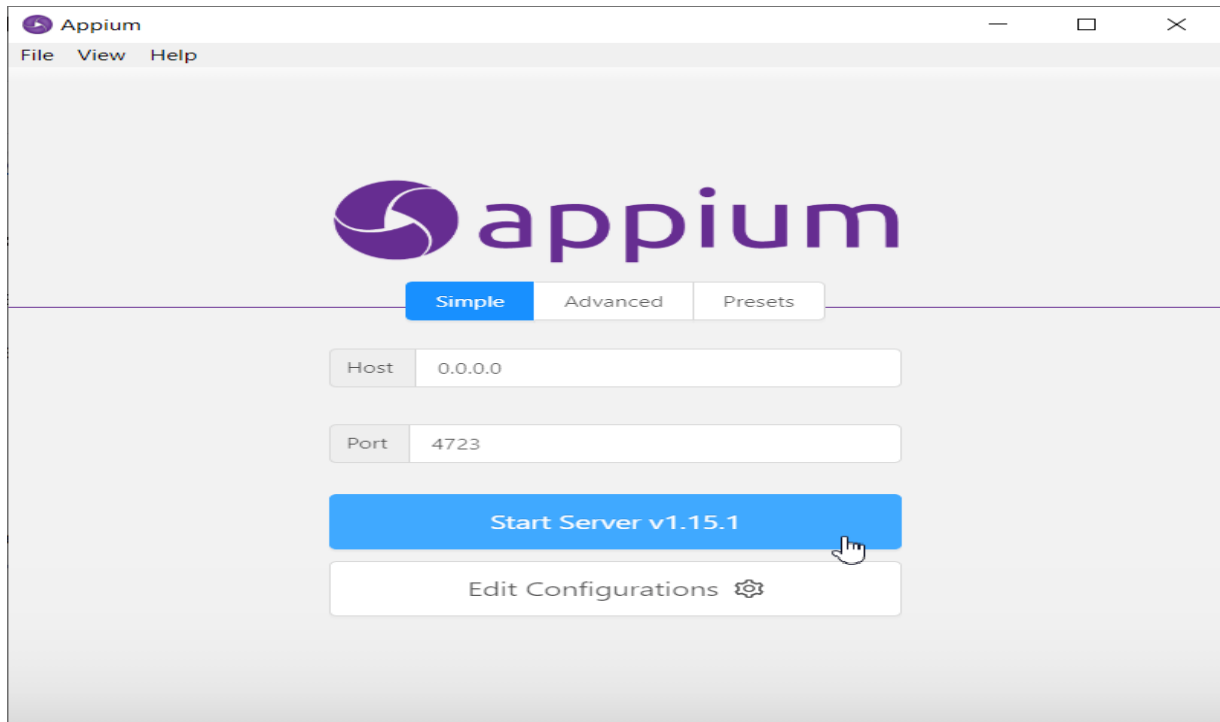 Appium
File View Help
appium
Simple Advanced Presets
Host 0.0.0.0
Port 4723
Start Server v1.15.1
Edit Configurations